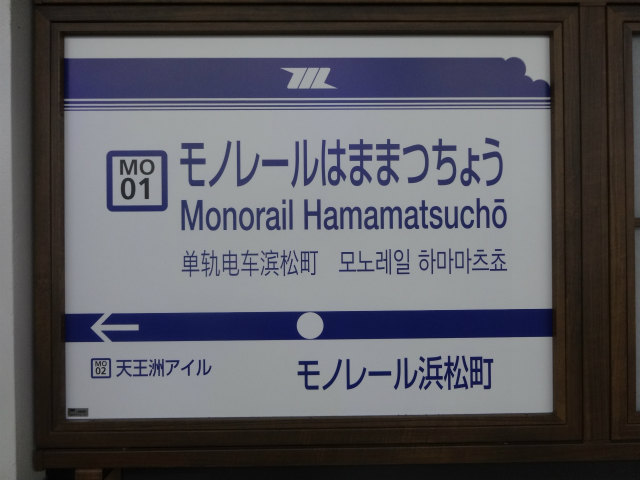 MO
01
モノレールはままつちょう
Monorail Hamamatsuchō
单轨电车滨松町 모노레일 하마마츠쵸
MO
02
天王洲アイル
モノレール浜松町